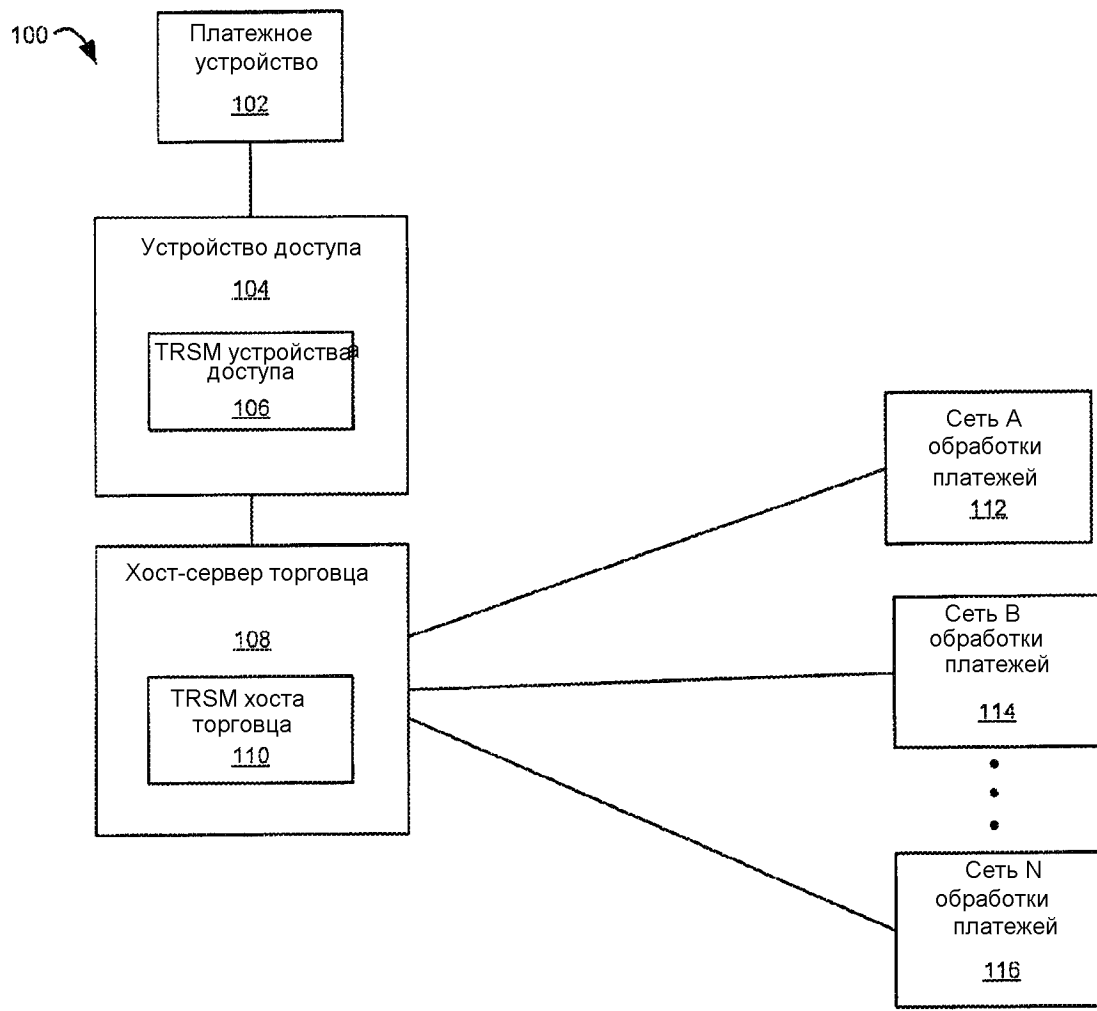 100
Платежное
устройство
102
Устройство доступа
104
TRSM устройства
доступа
106
Хост-сервер торговца
108
TRSM хоста
торговца
110
Сеть A
обработки
платежей
112
Сеть B
обработки
платежей
114
Сеть N
обработки
платежей
116